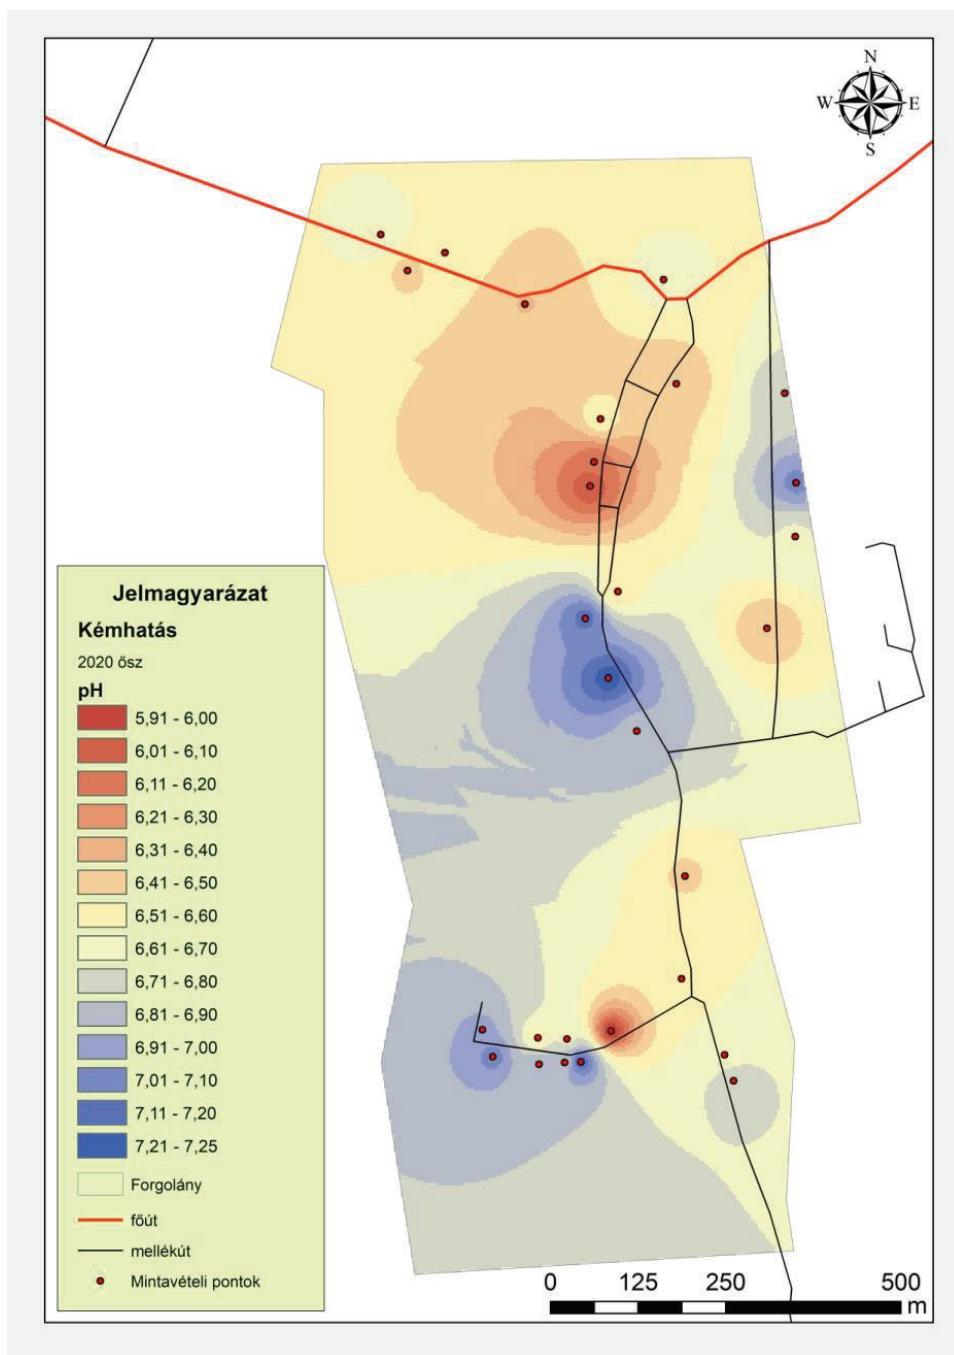 N
W E
S
Jelmagyarázat
Kémhatás
2020 ősz
pH
5,91 - 6,00
6,01 - 6,10
6,11 - 6,20
6,21 - 6,30
6,31 - 6,40
6,41 - 6,50
6,51 - 6,60
6,61 - 6,70
6,71 - 6,80
6,81 - 6,90
6,91 - 7,00
7,01 - 7,10
7,11 - 7,20
7,21 - 7,25
Forgolány
főút
mellékút
Mintavételi pontok
0 125 250 500
m